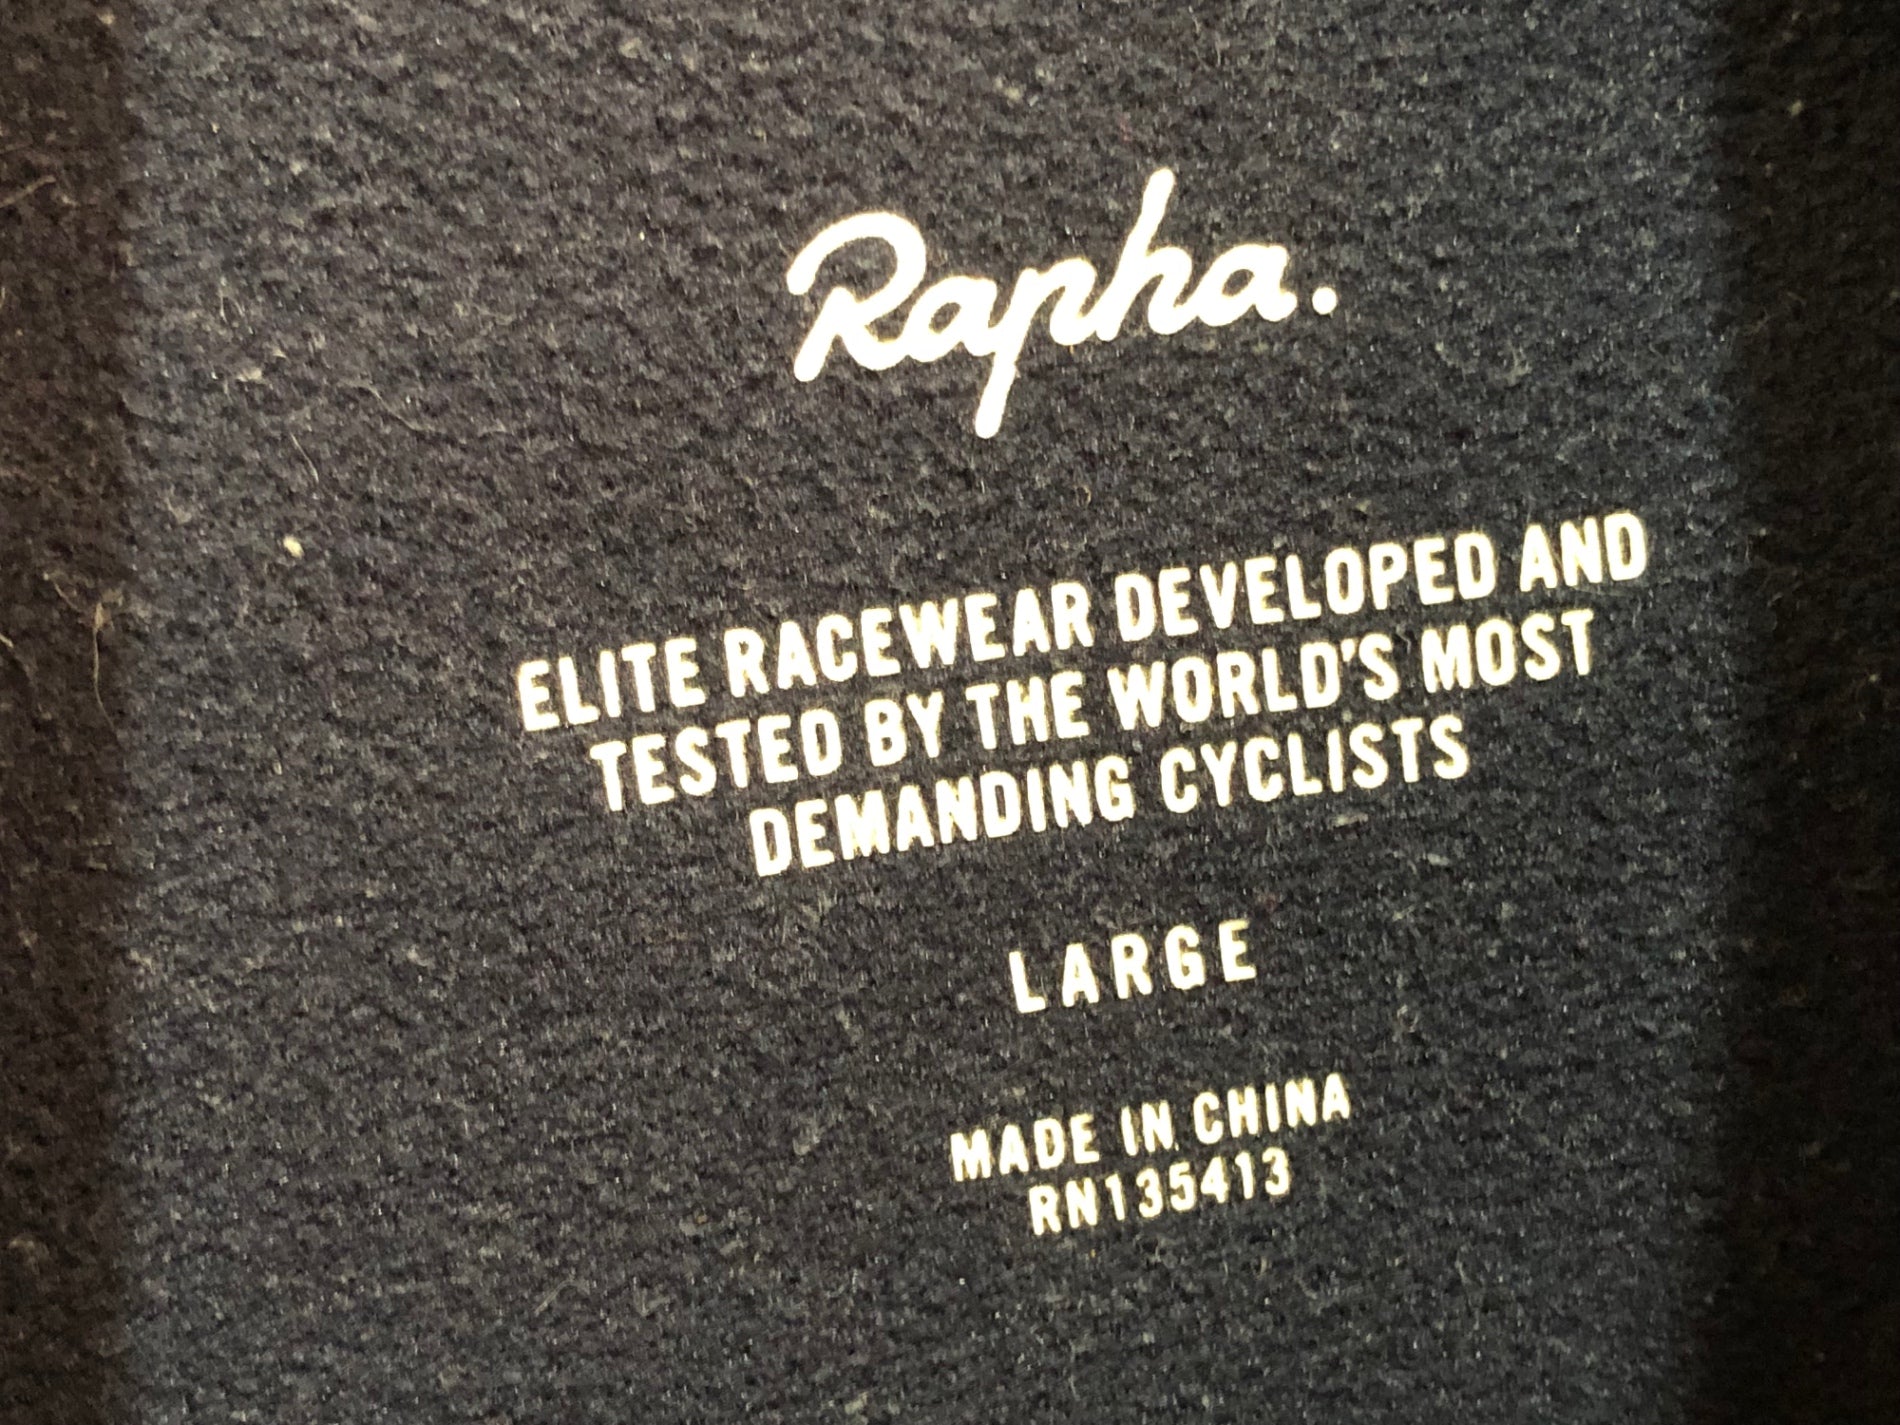 Rapha.
ELITE RACEWEAR DEVELOPED AND
TESTED BY THE WORLD'S MOST
DEMANDING CYCLISTS
LARGE
MADE IN CHINA
RN135413